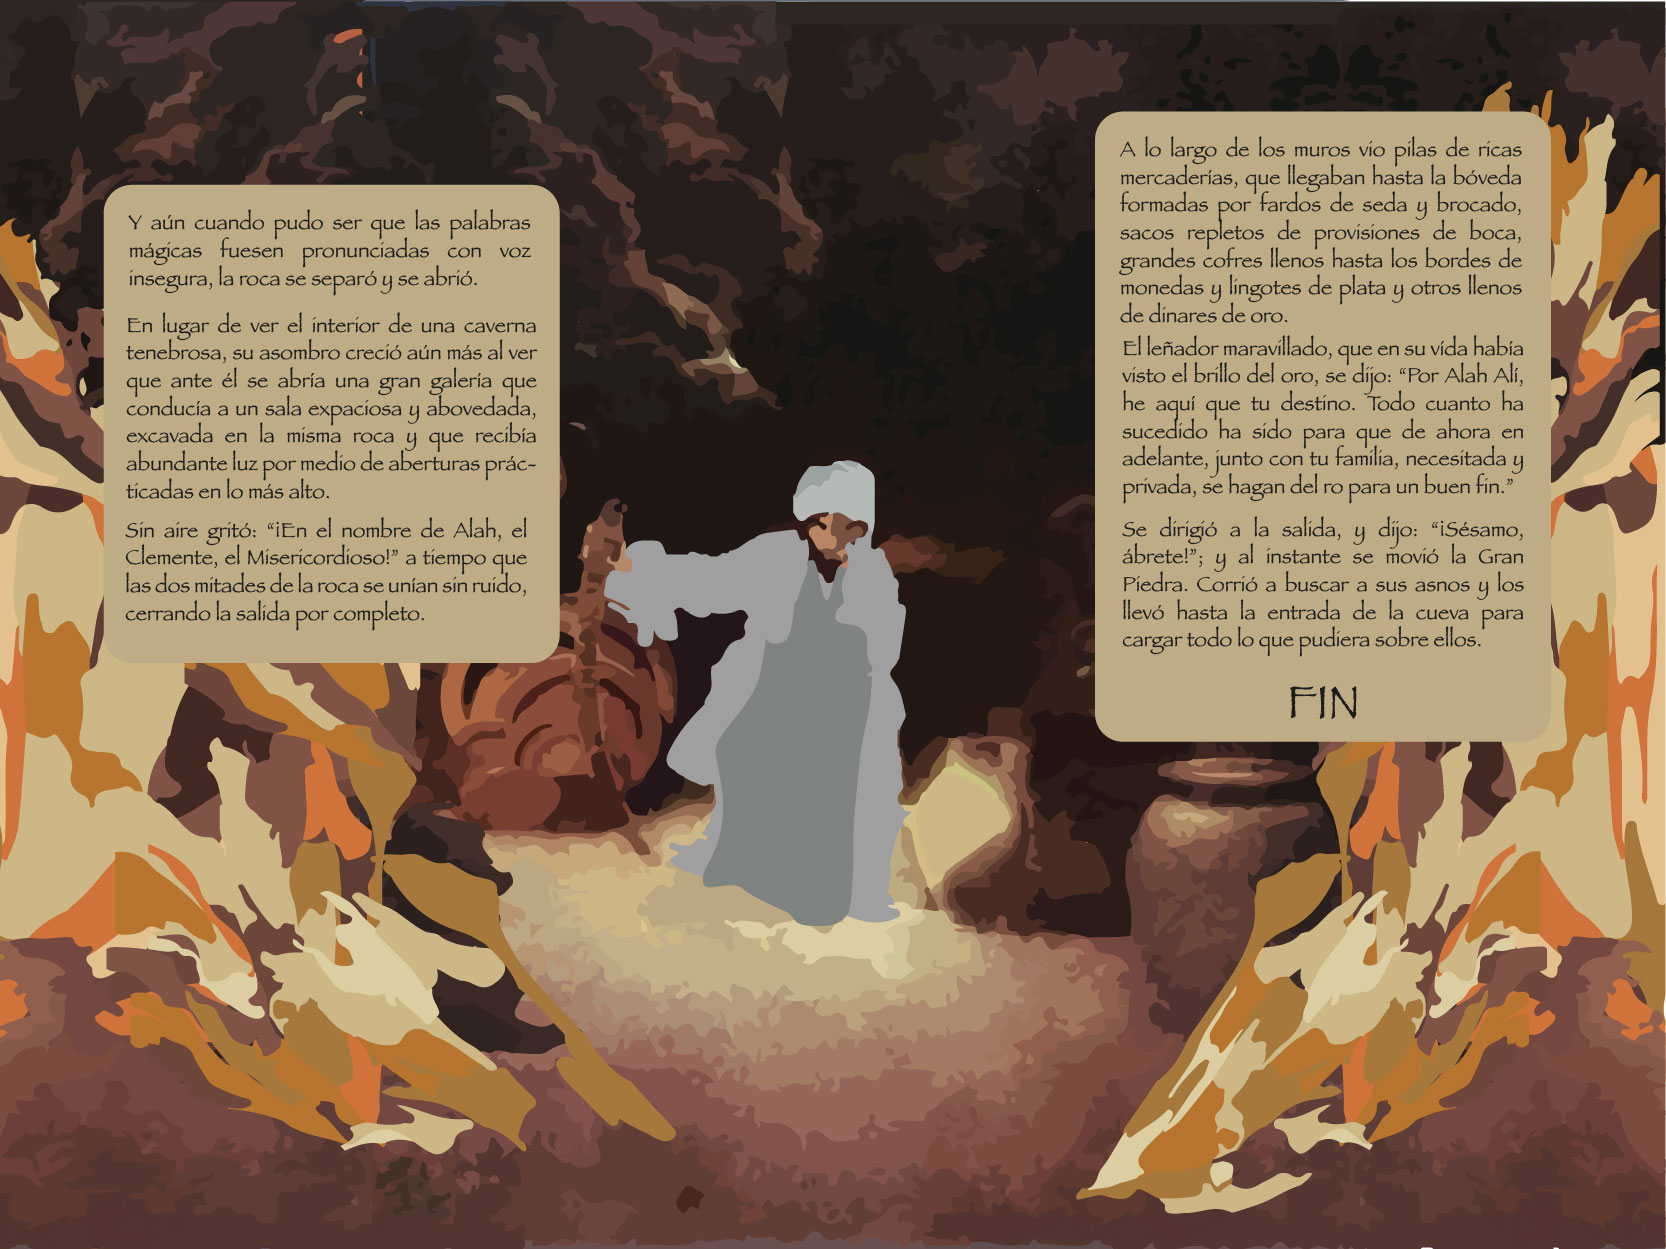 Y aún cuando pudo ser que las palabras
mágicas fuesen pronunciadas con voz
insegura, la roca se separó y se abrió.
En lugar de ver el interior de una caverna
tenebrosa, su asombro creció aún más al ver
que ante él se abría una gran galería que
conducía a un sala expaciosa y abovedada,
excavada en la misma roca y que recibía
abundante luz por medio de aberturas prác-
ticadas en lo más alto.
Sin aire gritó: “¡En el nombre de Alah, el
Clemente, el Misericordioso!” a tiempo que
las dos mitades de la roca se unían sin ruido,
cerrando la salida por completo.
A lo largo de los muros vio pilas de ricas
mercaderías, que llegaban hasta la bóveda
formadas por fardos de seda y brocado,
sacos repletos de provisiones de boca,
grandes cofres llenos hasta los bordes de
monedas y lingotes de plata y otros llenos
de dinares de oro.
El leñador maravillado, que en su vida había
visto el brillo del oro, se dijo: “Por Alah Alí,
he aquí que tu destino. Todo cuanto ha
sucedido ha sido para que de ahora en
adelante, junto con tu familia, necesitada y
privada, se hagan del ro para un buen fin.”
Se dirigió a la salida, y dijo: “¡Sésamo,
ábrete!”; y al instante se movió la Gran
Piedra. Corrió a buscar a sus asnos y los
llevó hasta la entrada de la cueva para
cargar todo lo que pudiera sobre ellos.
FIN